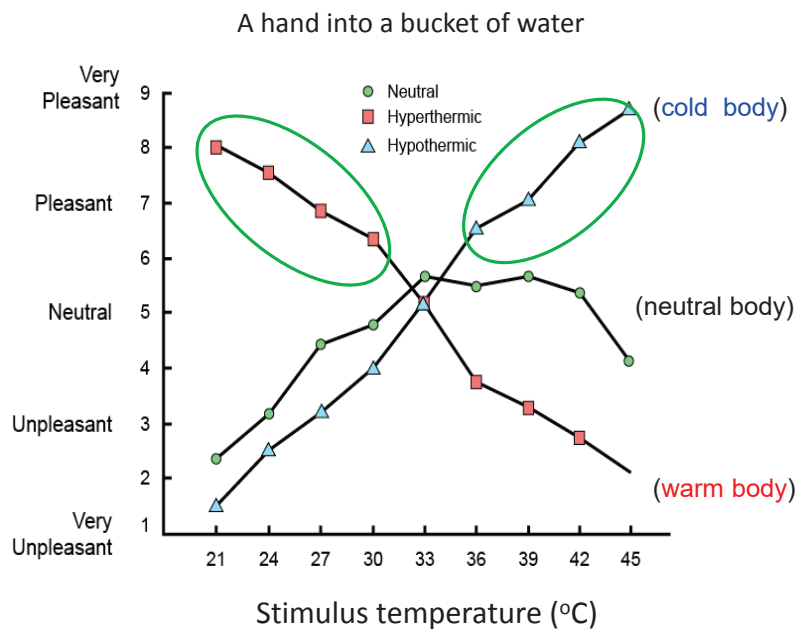 A hand into a bucket of water
Very
Pleasant
Pleasant
Neutral
Unpleasant
Very
Unpleasant
9
8
7
6
5
4
3
2
1
Neutral
Hyperthermic
Hypothermic
(cold body)
(neutral body)
(warm body)
21 24 27 30 33 36 39 42 45
Stimulus temperature (ºC)